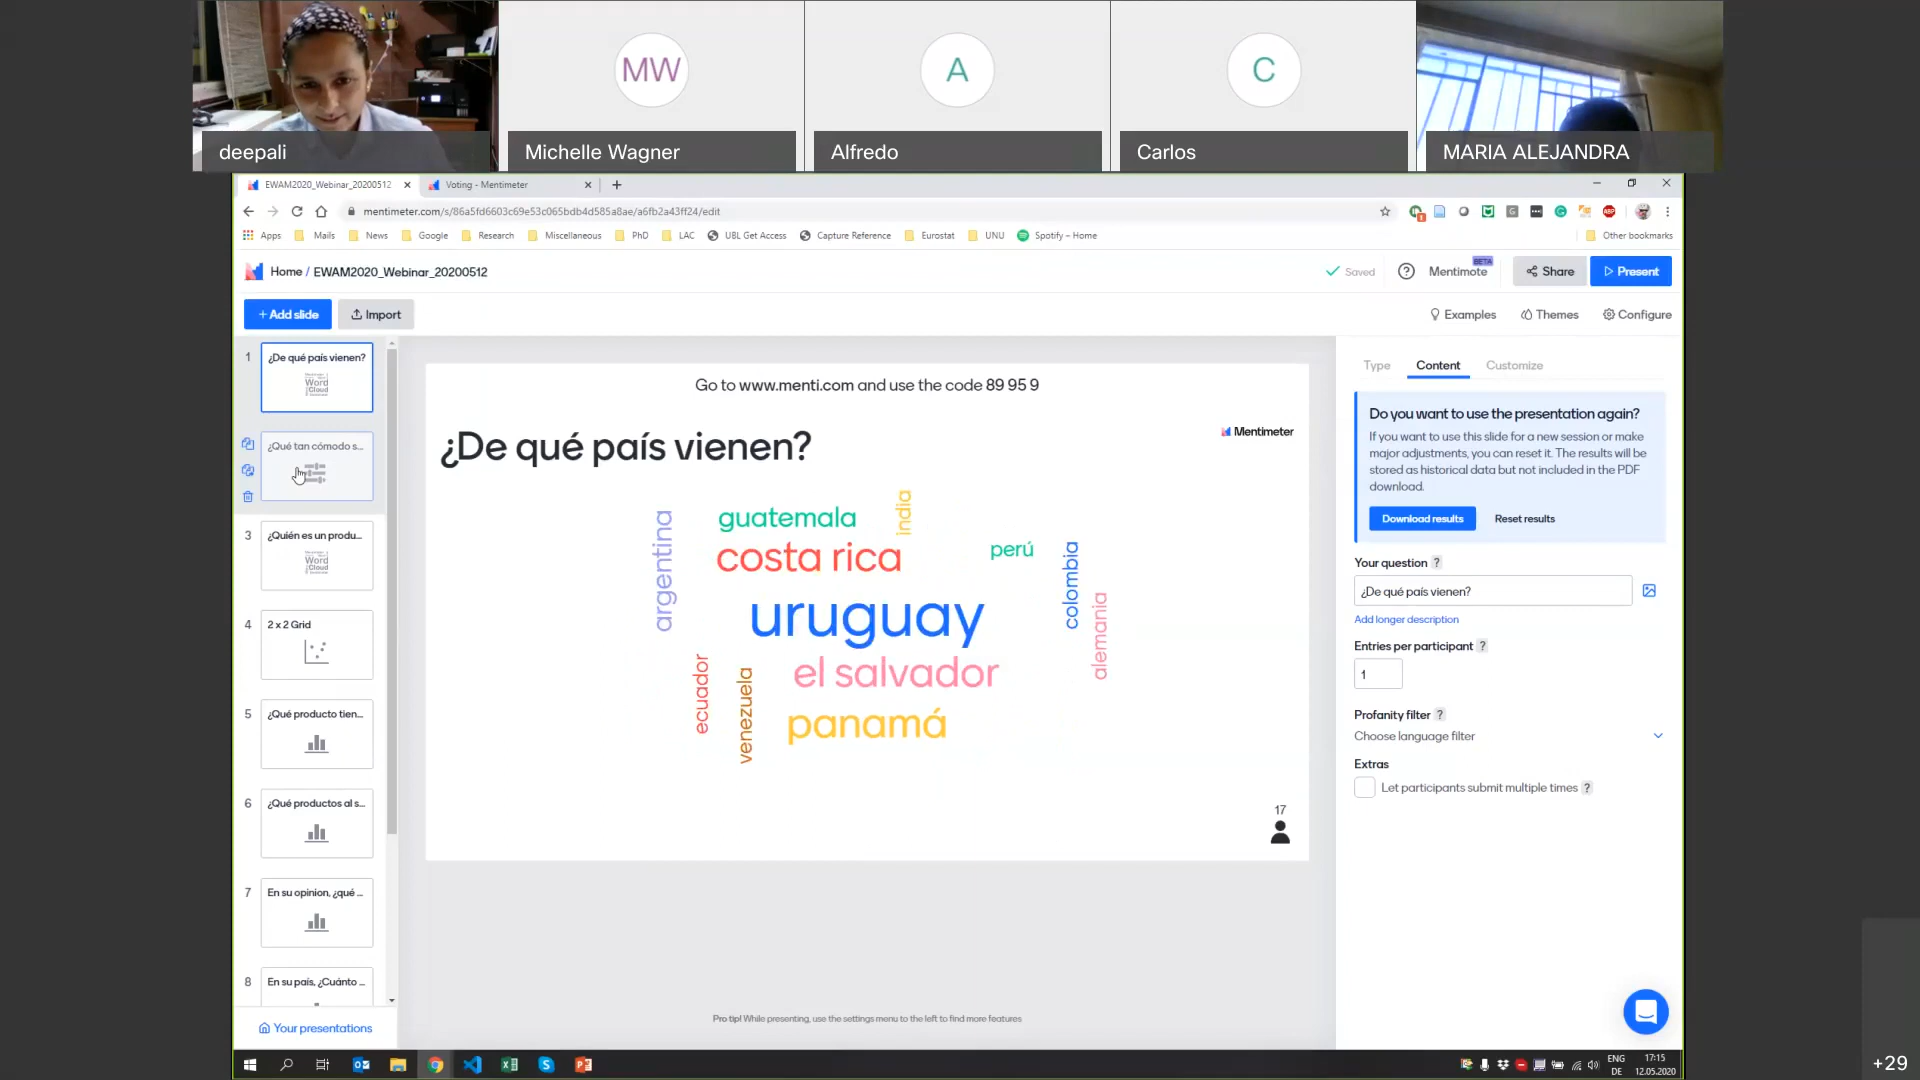 MW
A
C
deepali
Michelle Wagner
Alfredo
Carlos
MARIA ALEJANDRA
EWAM2020_Webinar_20200512
Voting - Mentimeter
mentimeter.com/s/86a5fd6603c69e53c065bdb4d585a8ae/a6fb2a43ff24/edit
Apps
Mails
News
Google
Research
Miscellaneous
PhD
LAC
UBL Get Access
Capture Reference
Eurostat
UNU
Spotify – Home
Other bookmarks
Home / EWAM2020_Webinar_20200512
Saved
Mentimote
BETA
Share
Present
+ Add slide
Import
Examples
Themes
Configure
1
¿De qué país vienen?
Word
Cloud
¿Qué tan cómodo s...
3
¿Quién es un produ...
Word
Cloud
4
2 x 2 Grid
5
¿Qué producto tien...
6
¿Qué productos al s...
7
En su opinion, ¿qué ...
8
En su país, ¿Cuánto ...
Your presentations
Go to www.menti.com and use the code 89 95 9
¿De qué país vienen?
Mentimeter
argentina
guatemala
india
costa rica
perú
colombia
uruguay
alemania
ecuador
venezuela
el salvador
panamá
17
Pro tip! While presenting, use the settings menu to the left to find more features
Type
Content
Customize
Do you want to use the presentation again?
If you want to use this slide for a new session or make
major adjustments, you can reset it. The results will be
stored as historical data but not included in the PDF
download.
Download results
Reset results
Your question ?
¿De qué país vienen?
Add longer description
Entries per participant ?
1
Profanity filter ?
Choose language filter
Extras
Let participants submit multiple times ?
ENG
DE
17:15
12.05.2020
+29